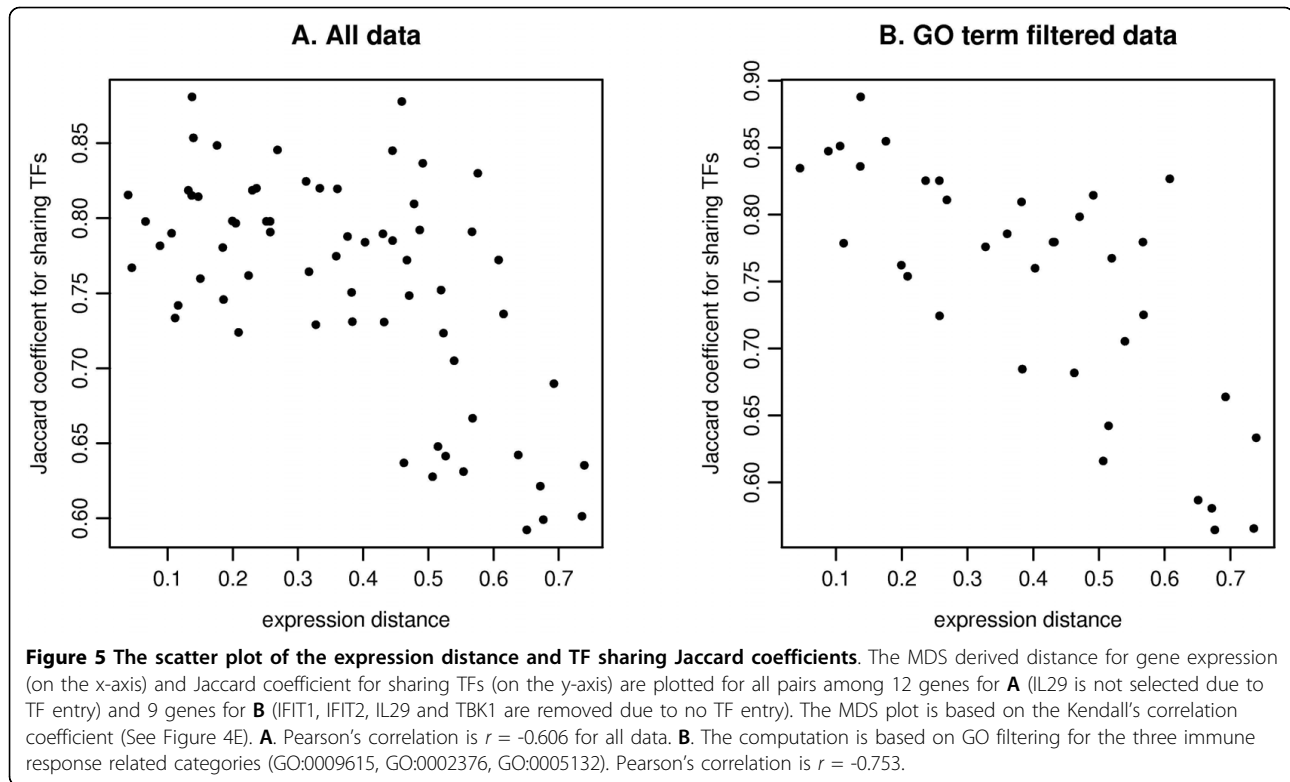 A. All data
Jaccard coefficent for sharing TFs
0.85
0.80
0.75
0.70
0.65
0.60
0.1 0.2 0.3 0.4 0.5 0.6 0.7
expression distance
B. GO term filtered data
Jaccard coefficient for sharing TFs
0.90
0.85
0.80
0.75
0.70
0.65
0.60
0.1 0.2 0.3 0.4 0.5 0.6 0.7
expression distance
Figure 5 The scatter plot of the expression distance and TF sharing Jaccard coefficients. The MDS derived distance for gene expression
(on the x-axis) and Jaccard coefficient for sharing TFs (on the y-axis) are plotted for all pairs among 12 genes for A (IL29 is not selected due to
TF entry) and 9 genes for B (IFIT1, IFIT2, IL29 and TBK1 are removed due to no TF entry). The MDS plot is based on the Kendall's correlation
coefficient (See Figure 4E). A. Pearson's correlation is r = -0.606 for all data. B. The computation is based on GO filtering for the three immune
response related categories (GO:0009615, GO:0002376, GO:0005132). Pearson's correlation is r = -0.753.